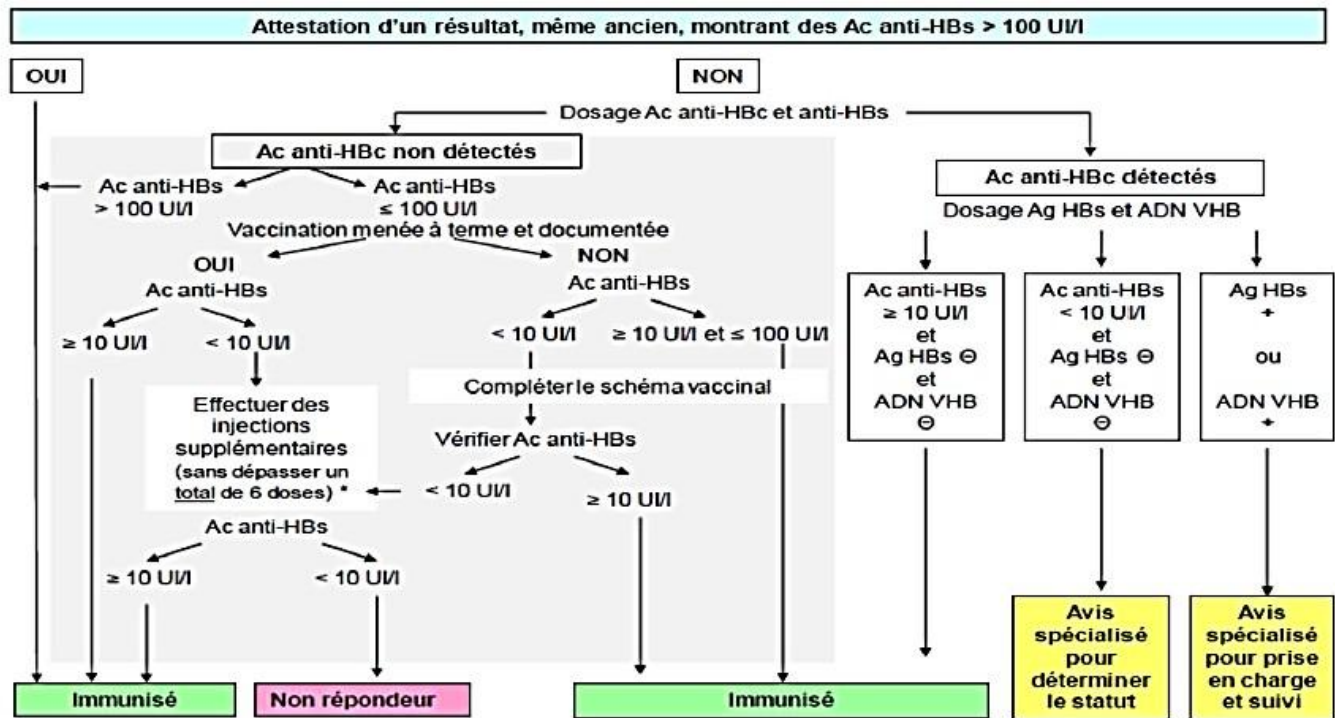 Attestation d'un résultat, même ancien, montrant des Ac anti-HBs > 100 UI/l
OUI
NON
Dosage Ac anti-HBc et anti-HBs
Ac anti-HBc non détectés
Ac anti-HBs
> 100 UI/l
Ac anti-HBs
≤ 100 UI/l
Vaccination menée à terme et documentée
OUI
Ac anti-HBs
≥ 10 UI/l
< 10 UI/l
Effectuer des
injections
supplémentaires
(sans dépasser un
total de 6 doses) *
NON
Ac anti-HBs
< 10 UI/l
≥ 10 UI/l et ≤ 100 UI/l
Compléter le schéma vaccinal
Vérifier Ac anti-HBs
< 10 UI/l
≥ 10 UI/l
Ac anti-HBs
≥ 10 UI/l
< 10 UI/l
Ac anti-HBc détectés
Dosage Ag HBs et ADN VHB
Ac anti-HBs
≥ 10 UI/l
et
Ag HBs ⊖
et
ADN VHB
⊖
Ac anti-HBs
< 10 UI/l
et
Ag HBs ⊖
et
ADN VHB
⊖
Ag HBs
+
ou
ADN VHB
+
Immunisé
Non répondeur
Immunisé
Avis
spécialisé
pour
déterminer
le statut
Avis
spécialisé
pour prise
en charge
et suivi